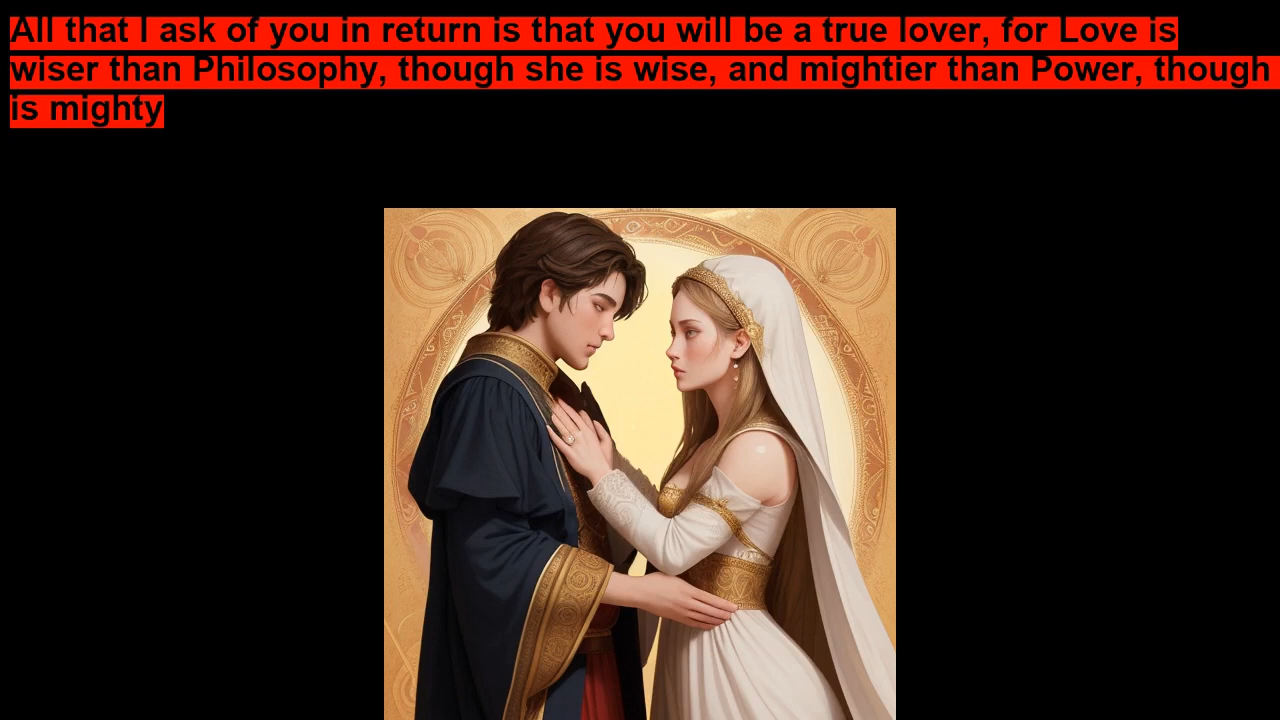 All that I ask of you in return is that you will be a true lover, for Love is
wiser than Philosophy, though she is wise, and mightier than Power, though
is mighty